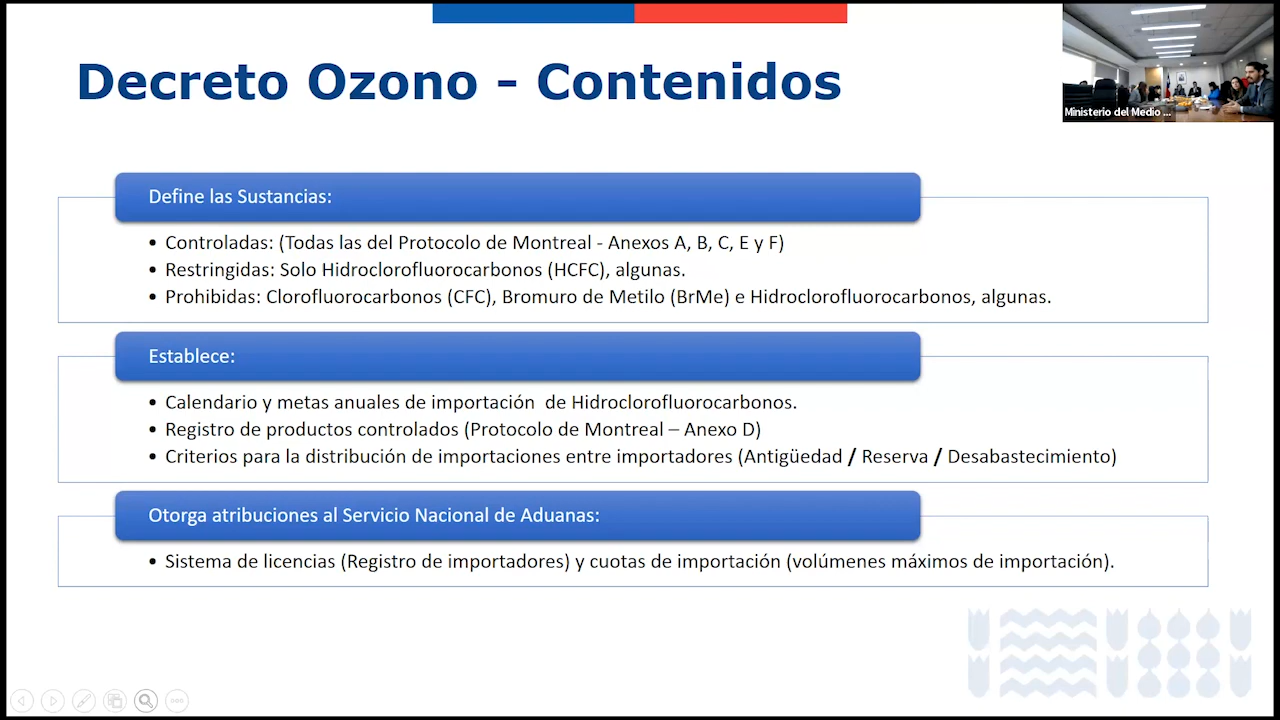 Decreto Ozono - Contenidos
Ministerio del Medio ...
Define las Sustancias:
• Controladas: (Todas las del Protocolo de Montreal - Anexos A, B, C, E y F)
• Restringidas: Solo Hidroclorofluorocarbonos (HCFC), algunas.
• Prohibidas: Clorofluorocarbonos (CFC), Bromuro de Metilo (BrMe) e Hidroclorofluorocarbonos, algunas.
Establece:
• Calendario y metas anuales de importación  de Hidroclorofluorocarbonos.
• Registro de productos controlados (Protocolo de Montreal – Anexo D)
• Criterios para la distribución de importaciones entre importadores (Antigüedad / Reserva / Desabastecimiento)
Otorga atribuciones al Servicio Nacional de Aduanas:
• Sistema de licencias (Registro de importadores) y cuotas de importación (volúmenes máximos de importación).